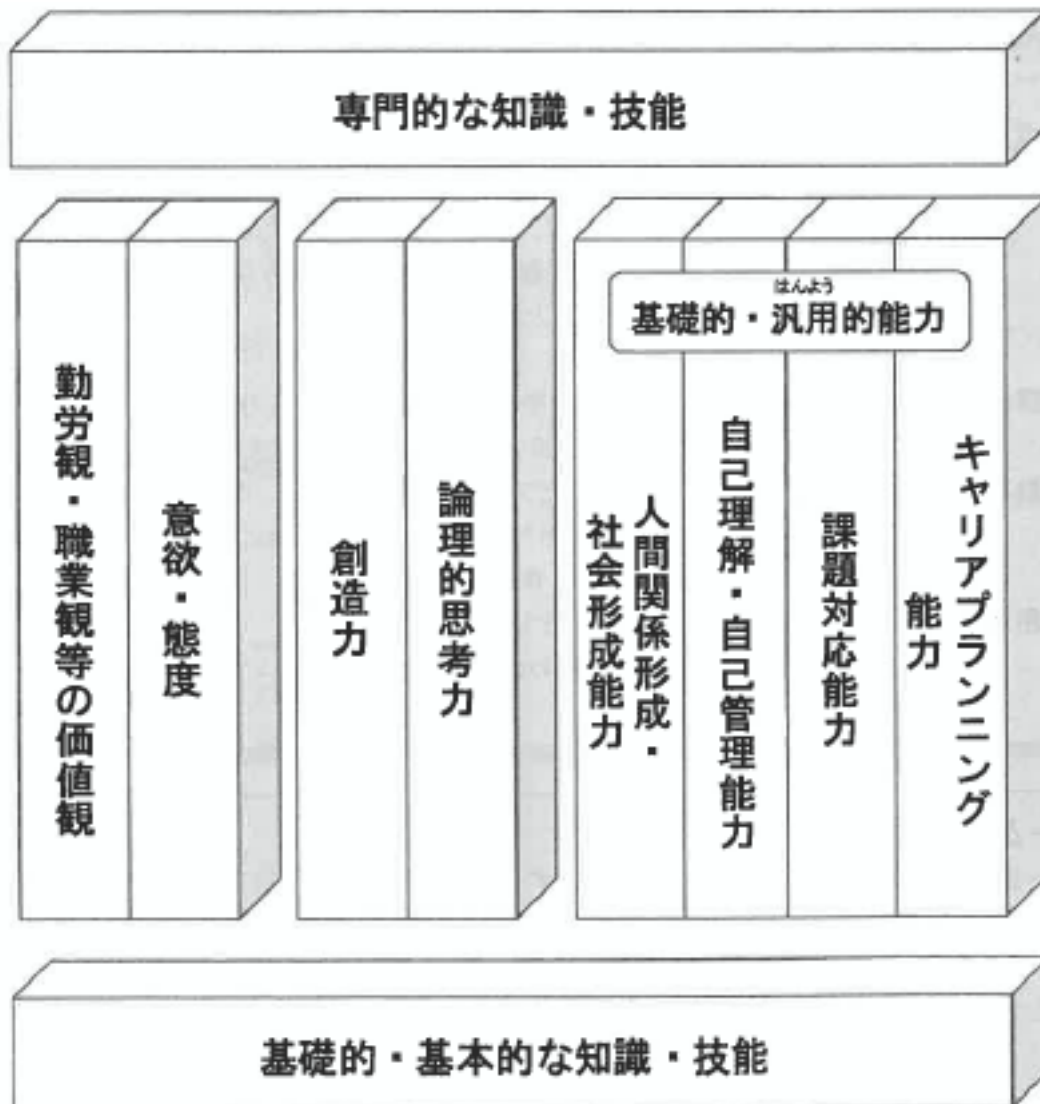 専門的な知識・技能
勤労観・職業観等の価値観
意欲・態度
創造力
論理的思考力
はんよう
基礎的・汎用的能力
人間関係形成・
社会形成能力
自己理解・自己管理能力
課題対応能力
キャリアプランニング
能力
基礎的・基本的な知識・技能